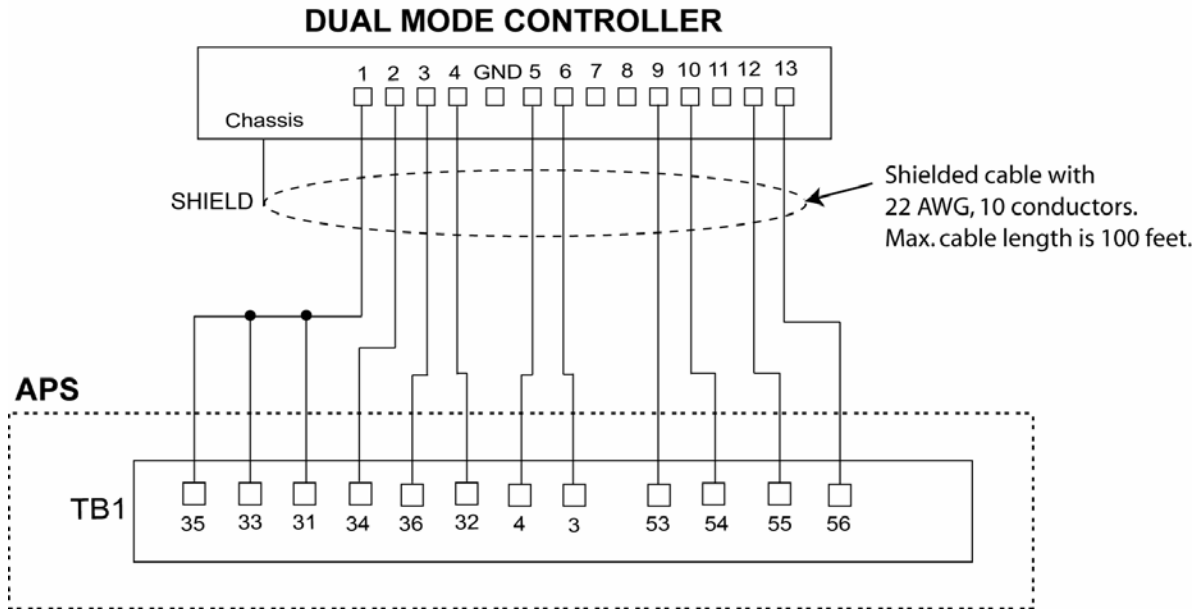 DUAL MODE CONTROLLER
1 2 3 4 GND 5 6 7 8 9 10 11 12 13
Chassis
SHIELD
Shielded cable with
22 AWG, 10 conductors.
Max. cable length is 100 feet.
APS
TB1
35 33 31 34 36 32 4 3 53 54 55 56